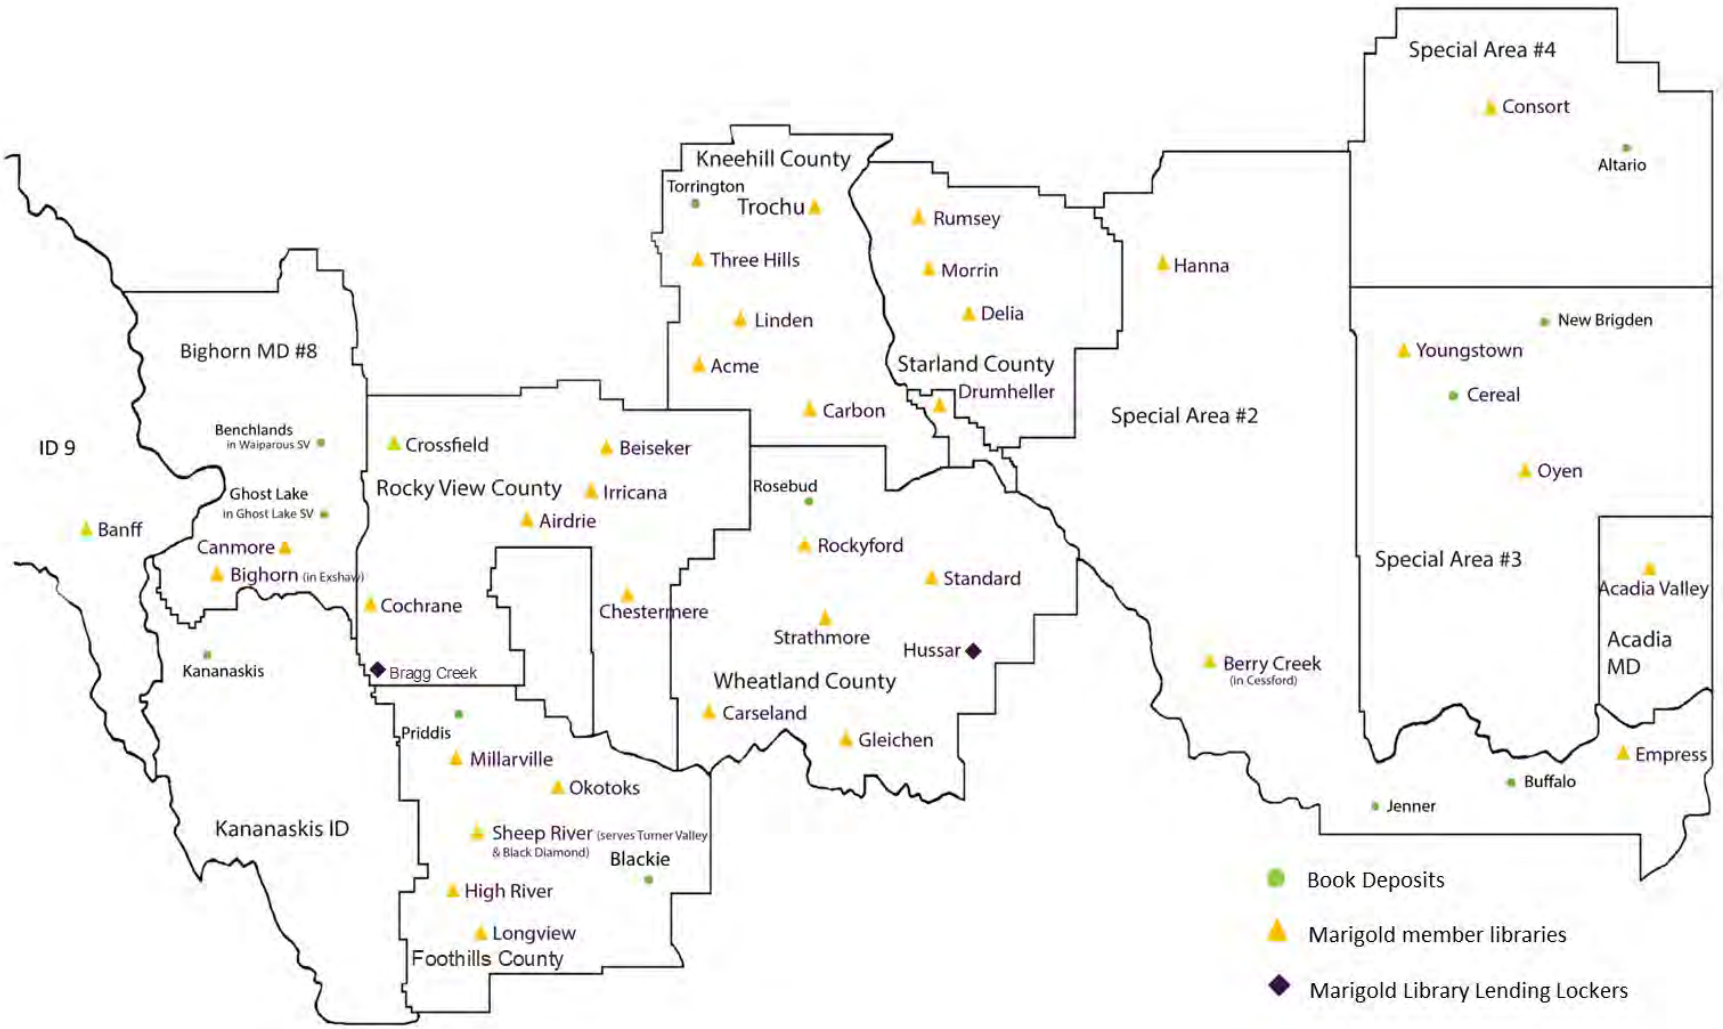 Special Area #4
Consort
Altario
Kneehill County
Torrington
Trochu
Three Hills
Linden
Acme
Carbon
Rumsey
Morrin
Delia
Starland County
Drumheller
Hanna
Special Area #2
New Brigden
Youngstown
Cereal
Oyen
Special Area #3
Acadia Valley
Acadia
MD
Bighorn MD #8
Benchlands
in Waiparous SV
ID 9
Ghost Lake
in Ghost Lake SV
Banff
Canmore
Bighorn (in Exshaw)
Kananaskis
Crossfield
Beiseker
Rocky View County
Irricana
Airdrie
Cochrane
Chestermere
Bragg Creek
Rosebud
Rockyford
Standard
Strathmore
Hussar
Wheatland County
Carseland
Gleichen
Berry Creek
(in Cessford)
Empress
Buffalo
Jenner
Priddis
Millarville
Okotoks
Kananaskis ID
Sheep River (serves Turner Valley
& Black Diamond)
Blackie
High River
Longview
Foothills County
Book Deposits
Marigold member libraries
Marigold Library Lending Lockers